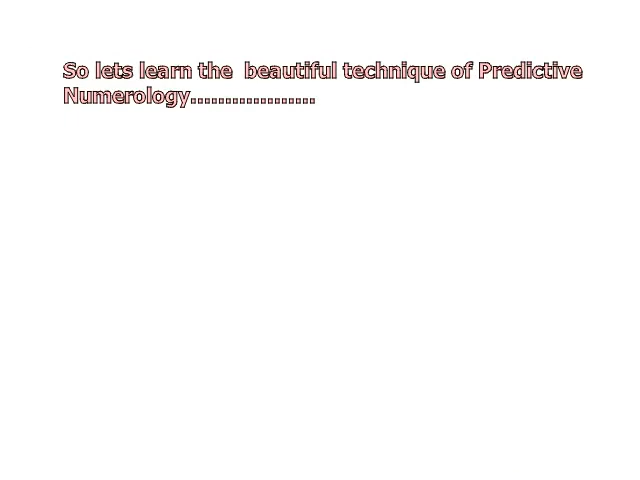 So lets learn the  beautiful technique of Predictive
Numerology..................